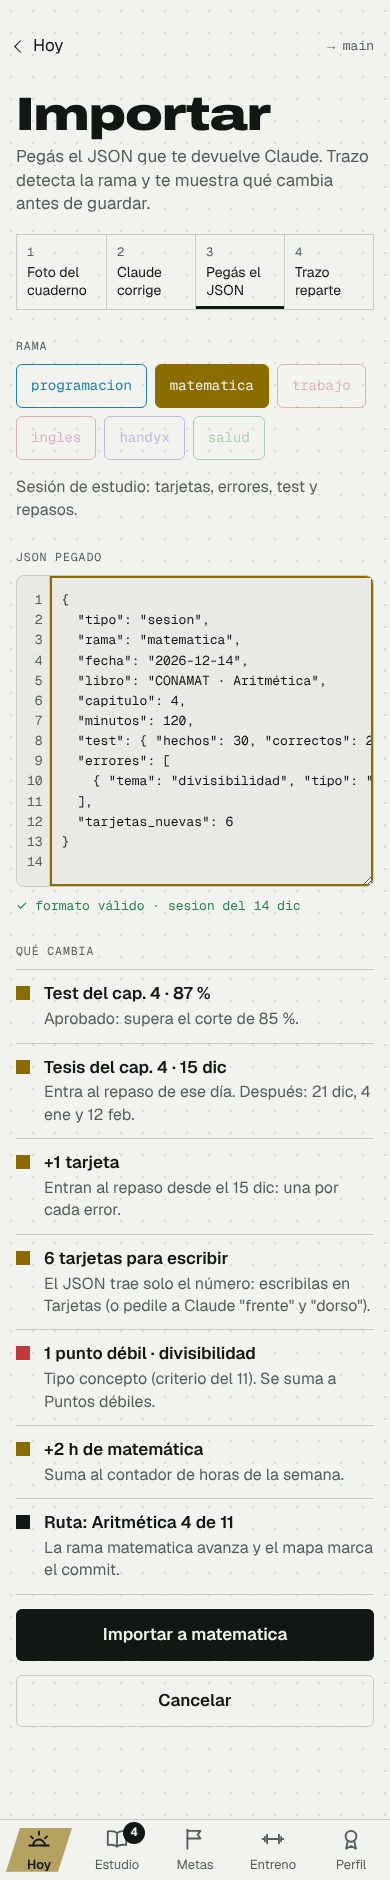 Hoy
→ main
Importar
Pegás el JSON que te devuelve Claude. Trazo
detecta la rama y te muestra qué cambia
antes de guardar.
1
Foto del
cuaderno
2
Claude
corrige
3
Pegás el
JSON
4
Trazo
reparte
RAMA
programacion
matematica
trabajo
ingles
handyx
salud
Sesión de estudio: tarjetas, errores, test y
repasos.
JSON PEGADO
1 {
2 "tipo": "sesion",
3 "rama": "matematica",
4 "fecha": "2026-12-14",
5 "libro": "CONAMAT · Aritmética",
6 "capitulo": 4,
7 "minutos": 120,
8 "test": { "hechos": 30, "correctos": 2
9 "errores": [
10 { "tema": "divisibilidad", "tipo": "
11 ],
12 "tarjetas_nuevas": 6
13 }
14
✓ formato válido · sesion del 14 dic
QUÉ CAMBIA
Test del cap. 4 · 87 %
Aprobado: supera el corte de 85 %.
Tesis del cap. 4 · 15 dic
Entra al repaso de ese día. Después: 21 dic, 4
ene y 12 feb.
+1 tarjeta
Entran al repaso desde el 15 dic: una por
cada error.
6 tarjetas para escribir
El JSON trae solo el número: escribilas en
Tarjetas (o pedile a Claude "frente" y "dorso").
1 punto débil · divisibilidad
Tipo concepto (criterio del 11). Se suma a
Puntos débiles.
+2 h de matemática
Suma al contador de horas de la semana.
Ruta: Aritmética 4 de 11
La rama matematica avanza y el mapa marca
el commit.
Importar a matematica
Cancelar
Hoy
4
Estudio
Metas
Entreno
Perfil